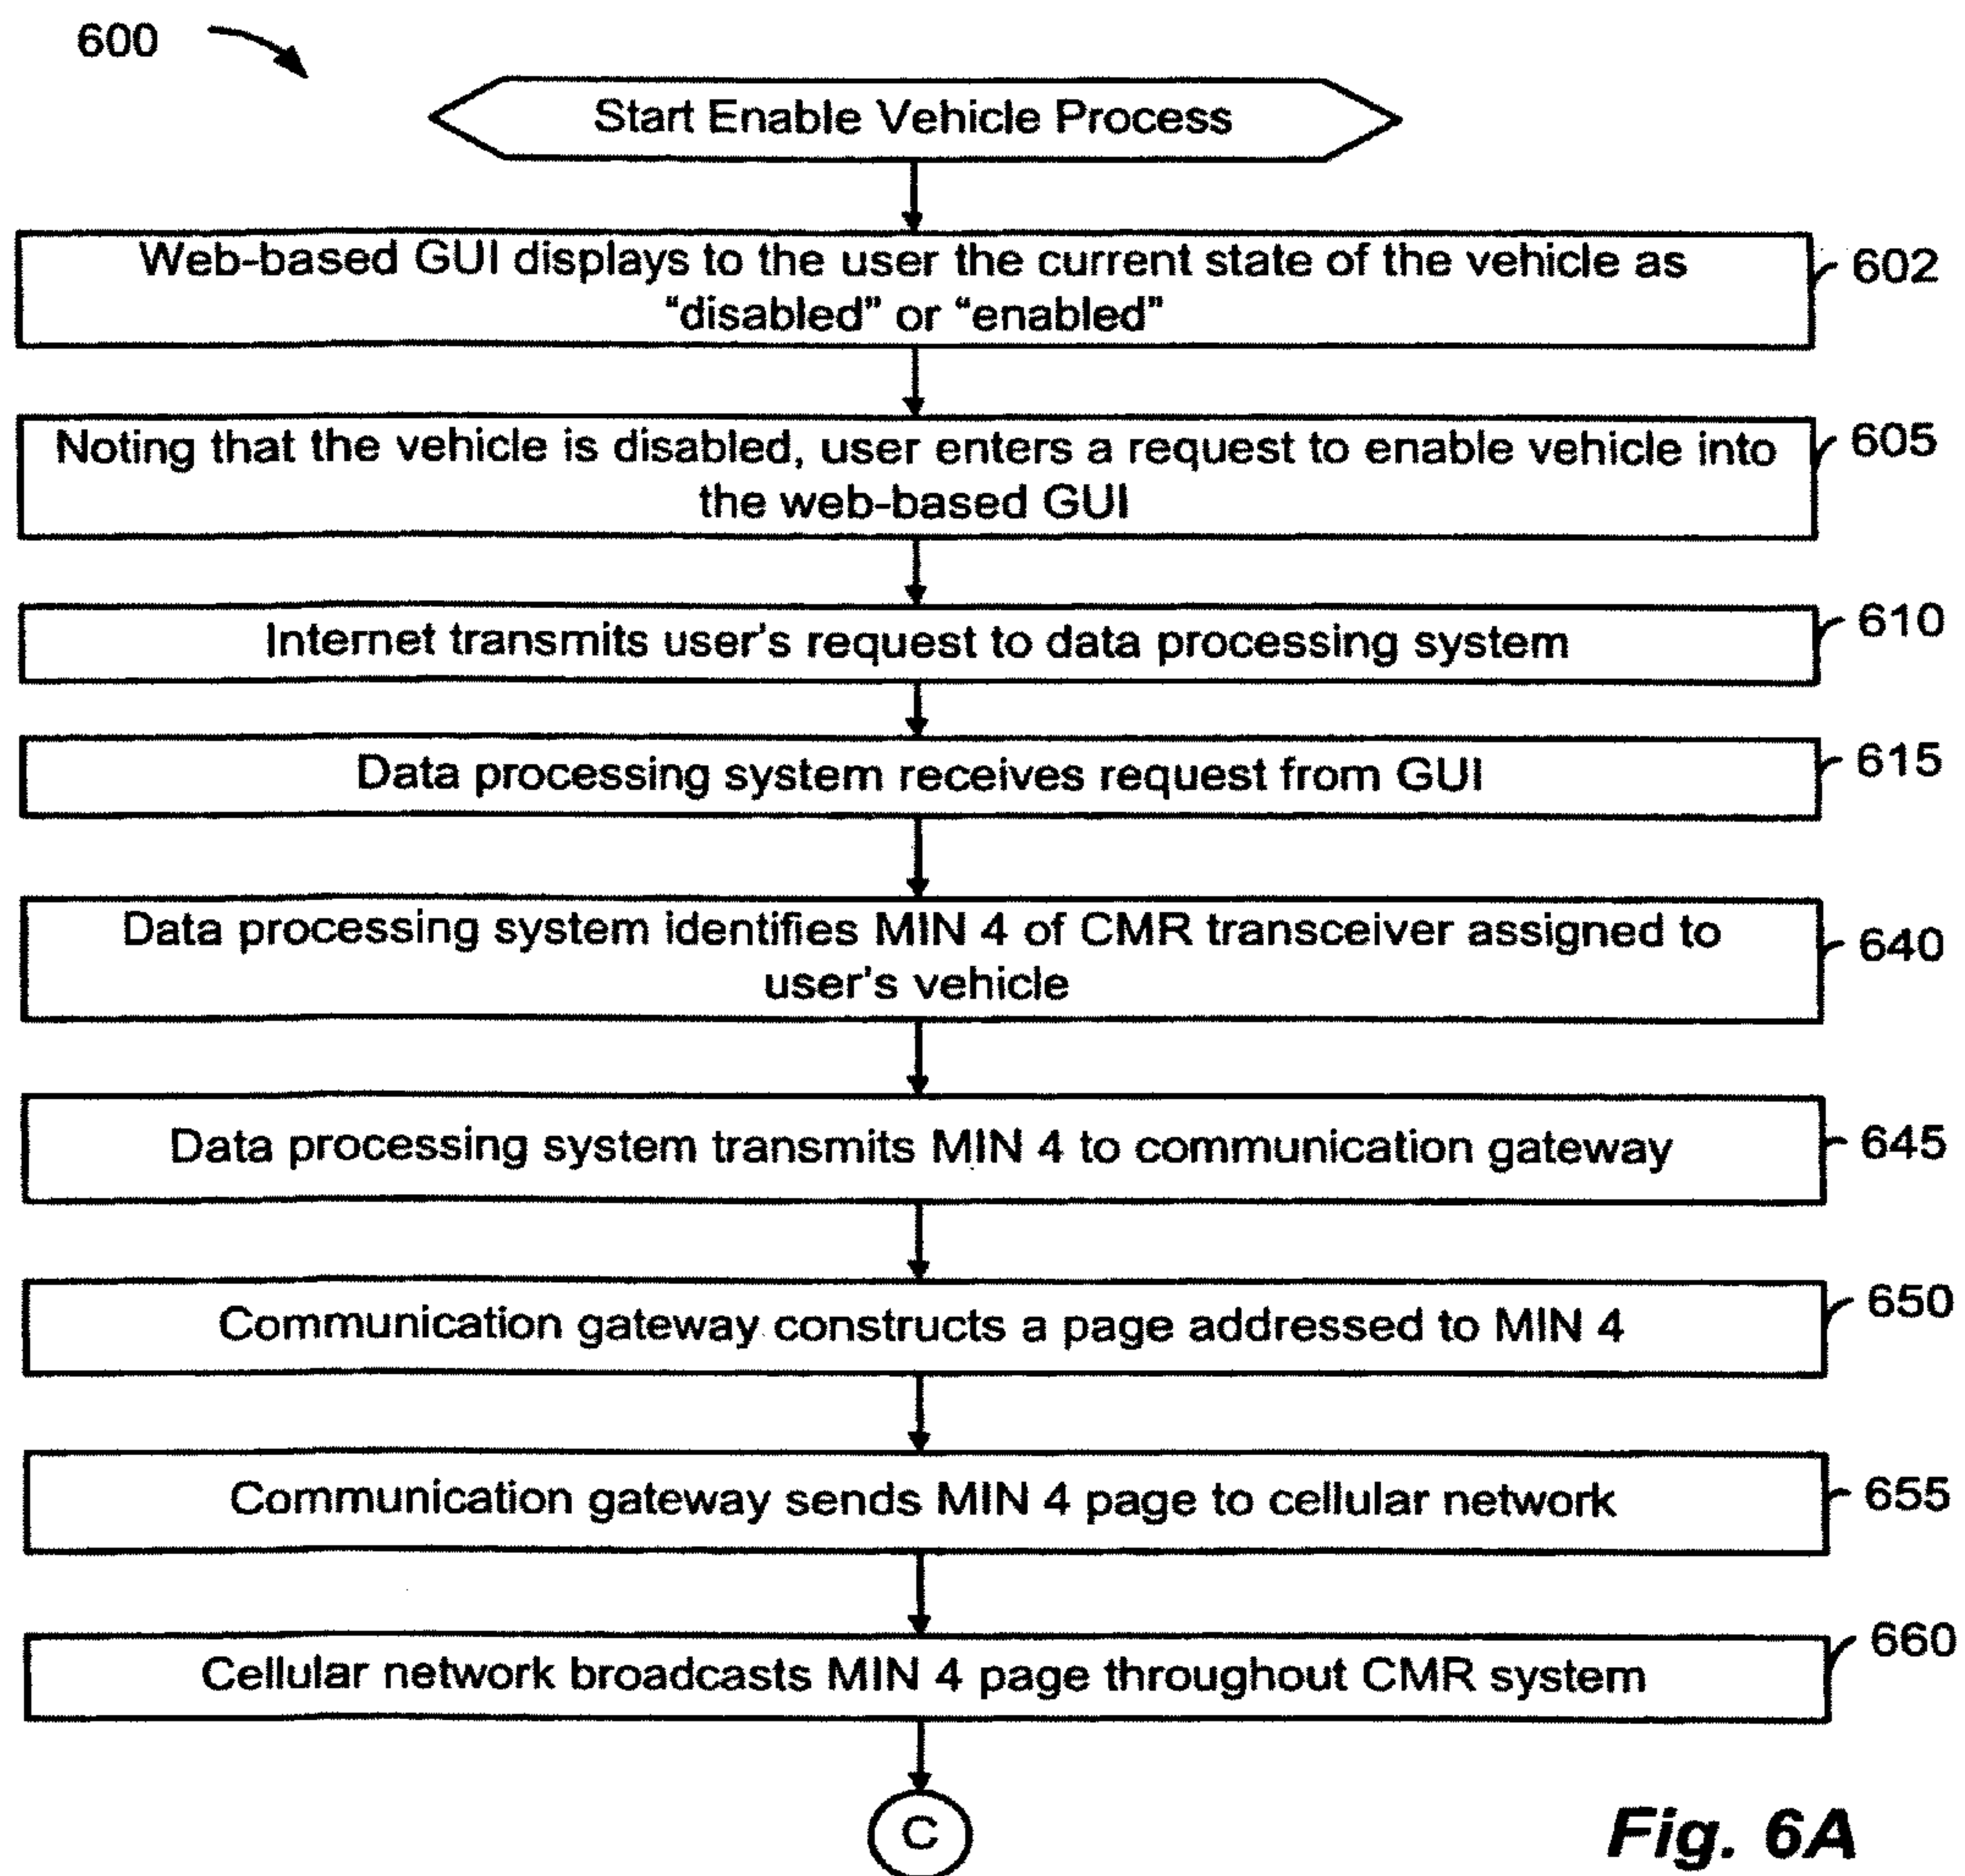 600
Start Enable Vehicle Process
Web-based GUI displays to the user the current state of the vehicle as
“disabled” or “enabled”
602
Noting that the vehicle is disabled, user enters a request to enable vehicle into
the web-based GUI
605
Internet transmits user's request to data processing system
610
Data processing system receives request from GUI
615
Data processing system identifies MIN 4 of CMR transceiver assigned to
user's vehicle
640
Data processing system transmits MIN 4 to communication gateway
645
Communication gateway constructs a page addressed to MIN 4
650
Communication gateway sends MIN 4 page to cellular network
655
Cellular network broadcasts MIN 4 page throughout CMR system
660
C
Fig. 6A